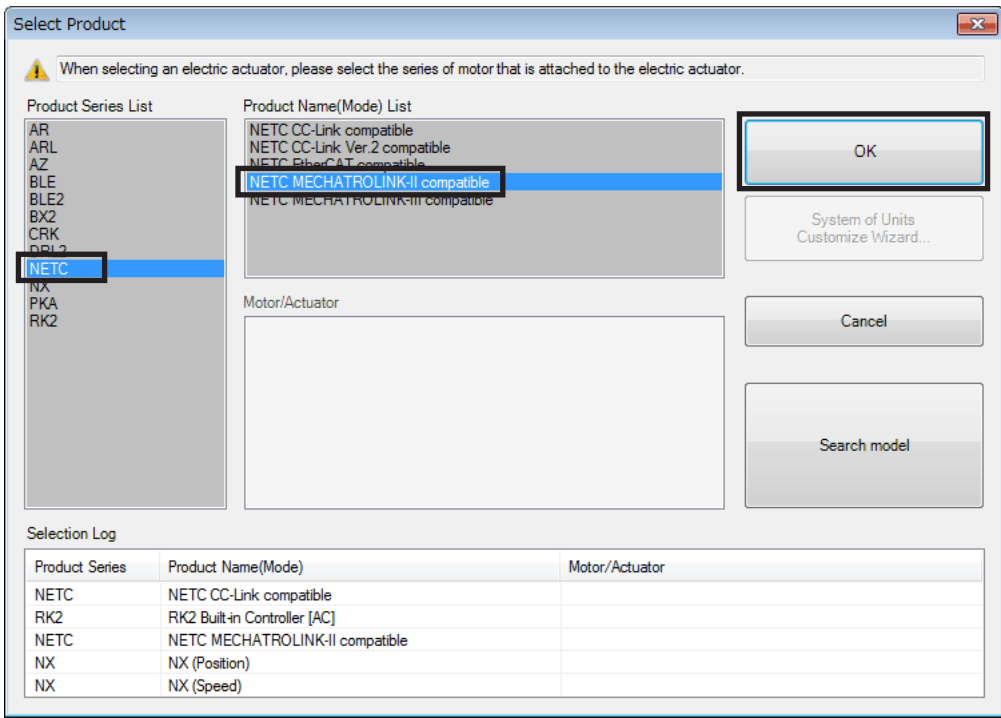 Select Product
When selecting an electric actuator, please select the series of motor that is attached to the electric actuator.
Product Series List
AR
ARL
AZ
BLE
BLE2
BX2
CRK
DRL2
NETC
NX
PKA
RK2
Product Name(Mode) List
NETC CC-Link compatible
NETC CC-Link Ver.2 compatible
NETC EtherCAT compatible
NETC MECHATROLINK-II compatible
NETC MECHATROLINK-III compatible
Motor/Actuator
OK
System of Units
Customize Wizard...
Cancel
Search model
Selection Log
Product Series Product Name(Mode) Motor/Actuator
NETC NETC CC-Link compatible
RK2 RK2 Built-in Controller [AC]
NETC NETC MECHATROLINK-II compatible
NX NX (Position)
NX NX (Speed)